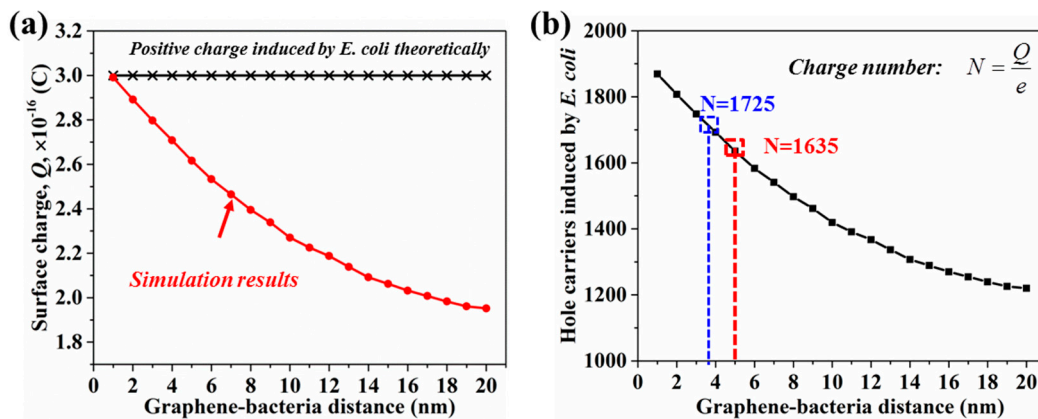 (a)
Positive charge induced by E. coli theoretically
Simulation results
Surface charge, Q, ×10⁻¹⁶ (C)
3.2
3.0
2.8
2.6
2.4
2.2
2.0
1.8
0 2 4 6 8 10 12 14 16 18 20
Graphene-bacteria distance (nm)
(b)
Charge number: N = Q/e
N=1725
N=1635
Hole carriers induced by E. coli
2000
1800
1600
1400
1200
1000
0 2 4 6 8 10 12 14 16 18 20
Graphene-bacteria distance (nm)